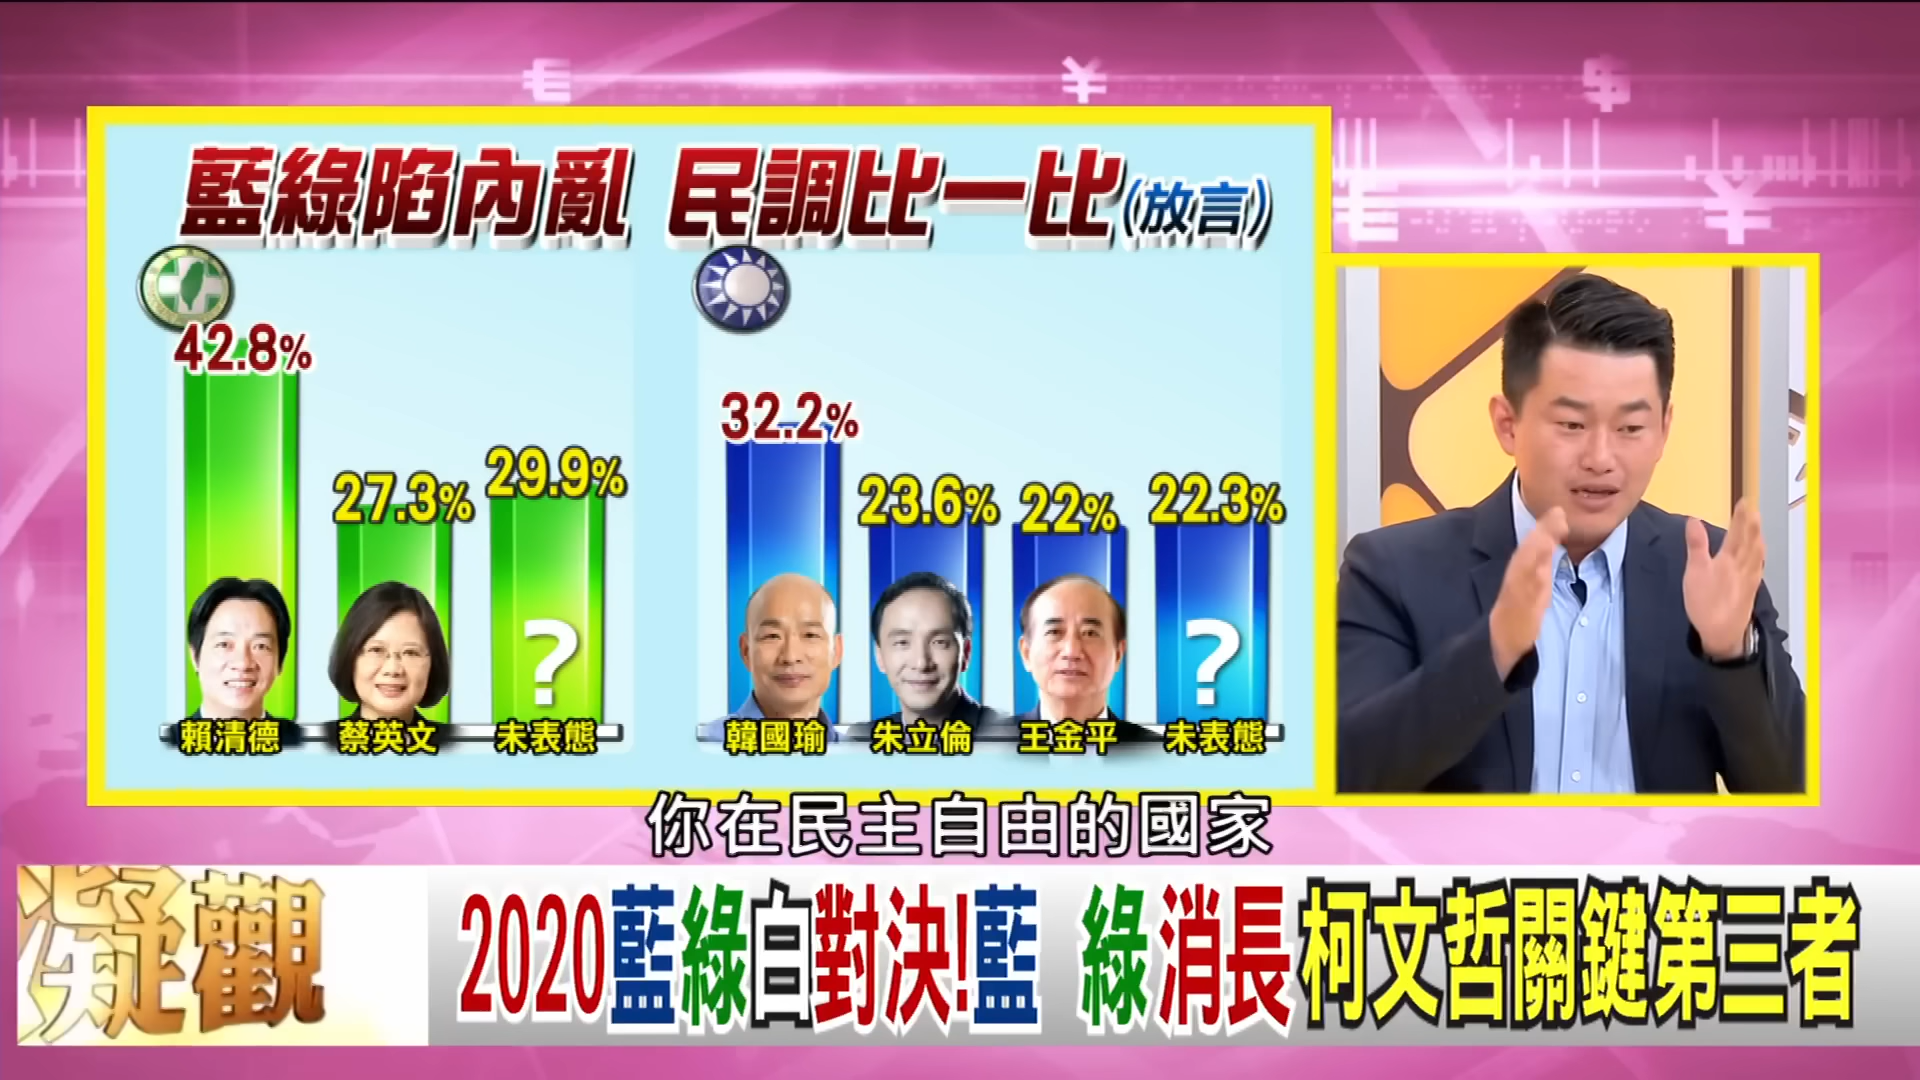 藍綠陷內亂 民調比一比(放言)
42.8%
27.3%
29.9%
32.2%
23.6%
22%
22.3%
?
?
賴清德
蔡英文
未表態
韓國瑜
朱立倫
王金平
未表態
你在民主自由的國家
凝觀
2020藍綠白對決!藍 綠消長柯文哲關鍵第三者